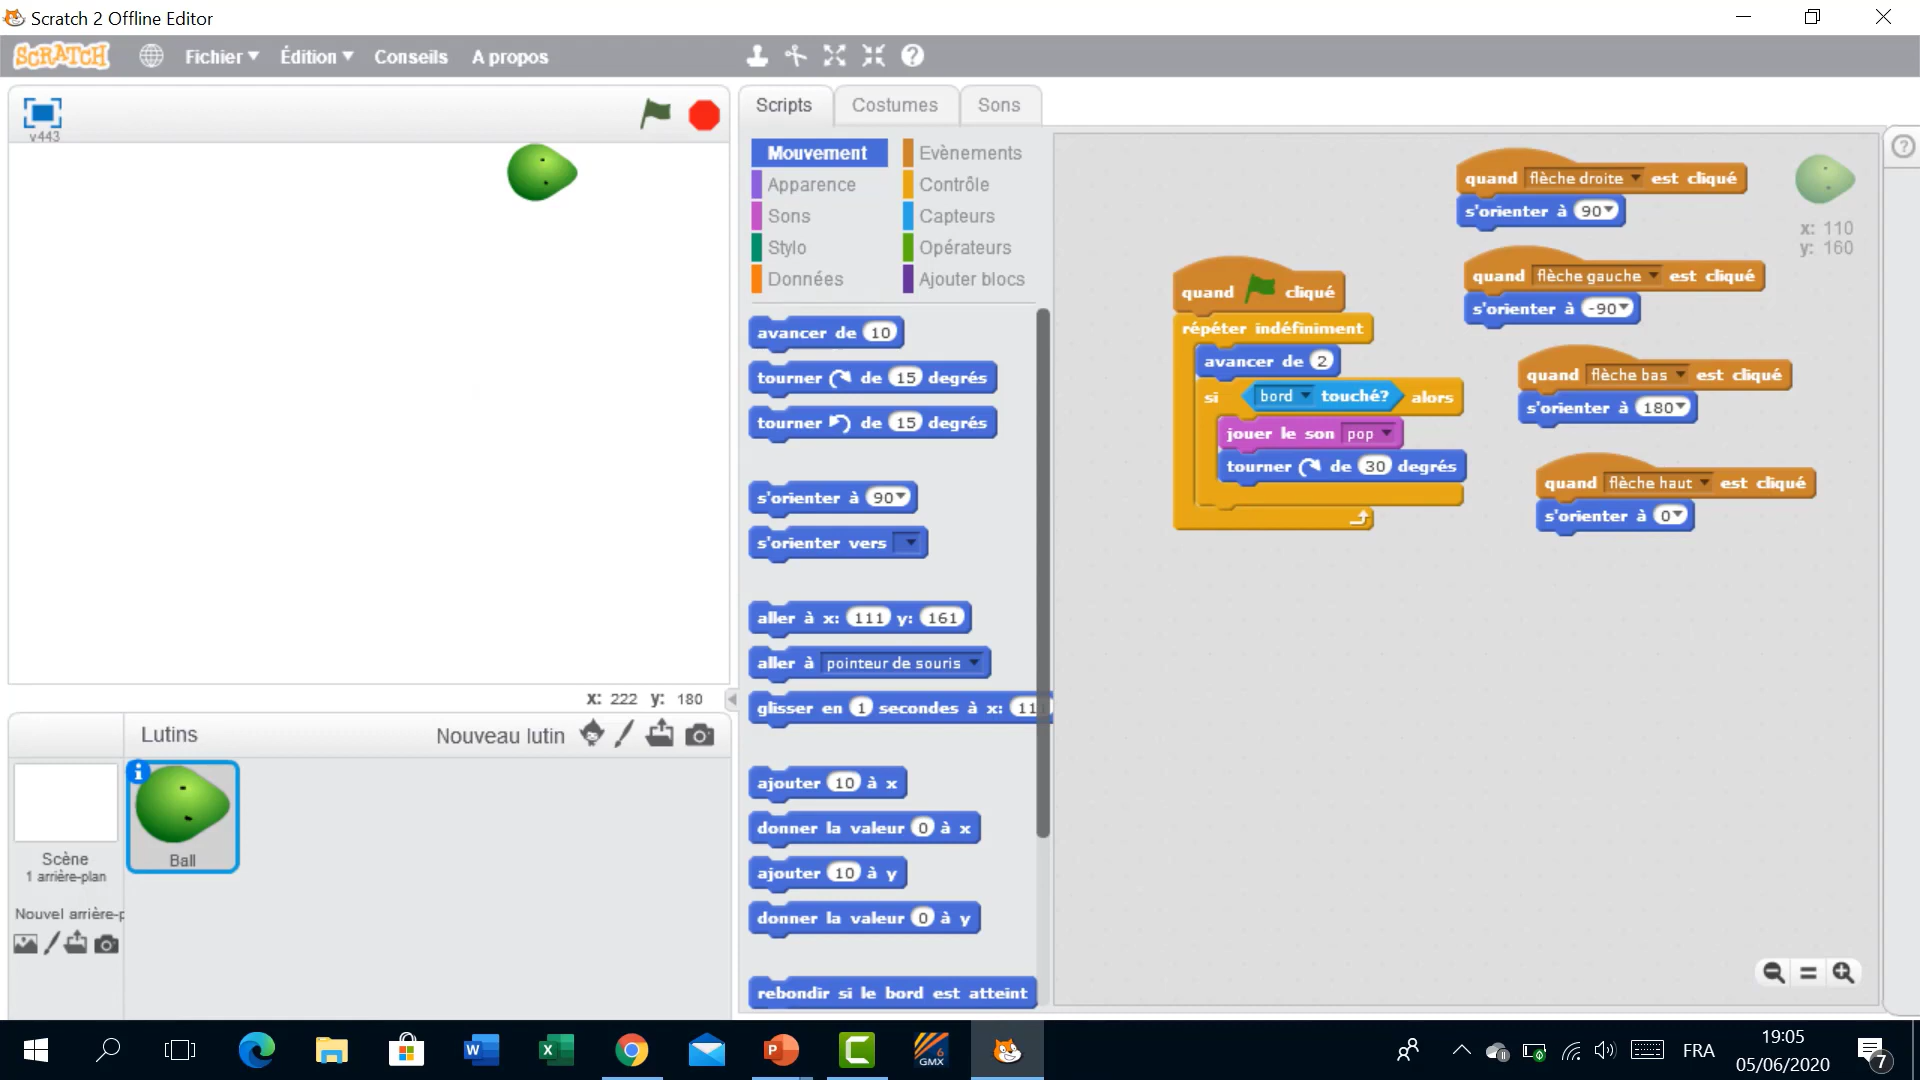 Scratch 2 Offline Editor
SCRATCH
Fichier
Édition
Conseils
A propos
v443
x: 222 y: 180
Scripts
Costumes
Sons
Mouvement
Apparence
Sons
Stylo
Données
Evènements
Contrôle
Capteurs
Opérateurs
Ajouter blocs
avancer de 10
tourner de 15 degrés
tourner de 15 degrés
s'orienter à 90
s'orienter vers
aller à x: 111 y: 161
aller à pointeur de souris
glisser en 1 secondes à x: 111
ajouter 10 à x
donner la valeur 0 à x
ajouter 10 à y
donner la valeur 0 à y
rebondir si le bord est atteint
quand cliqué
répéter indéfiniment
avancer de 2
si bord touché? alors
jouer le son pop
tourner de 30 degrés
quand flèche droite est cliqué
s'orienter à 90
quand flèche gauche est cliqué
s'orienter à -90
quand flèche bas est cliqué
s'orienter à 180
quand flèche haut est cliqué
s'orienter à 0
x: 110
y: 160
Lutins
Nouveau lutin
Scène
1 arrière-plan
Nouvel arrière-p
Ball
GMX
6
FRA
19:05
05/06/2020
7